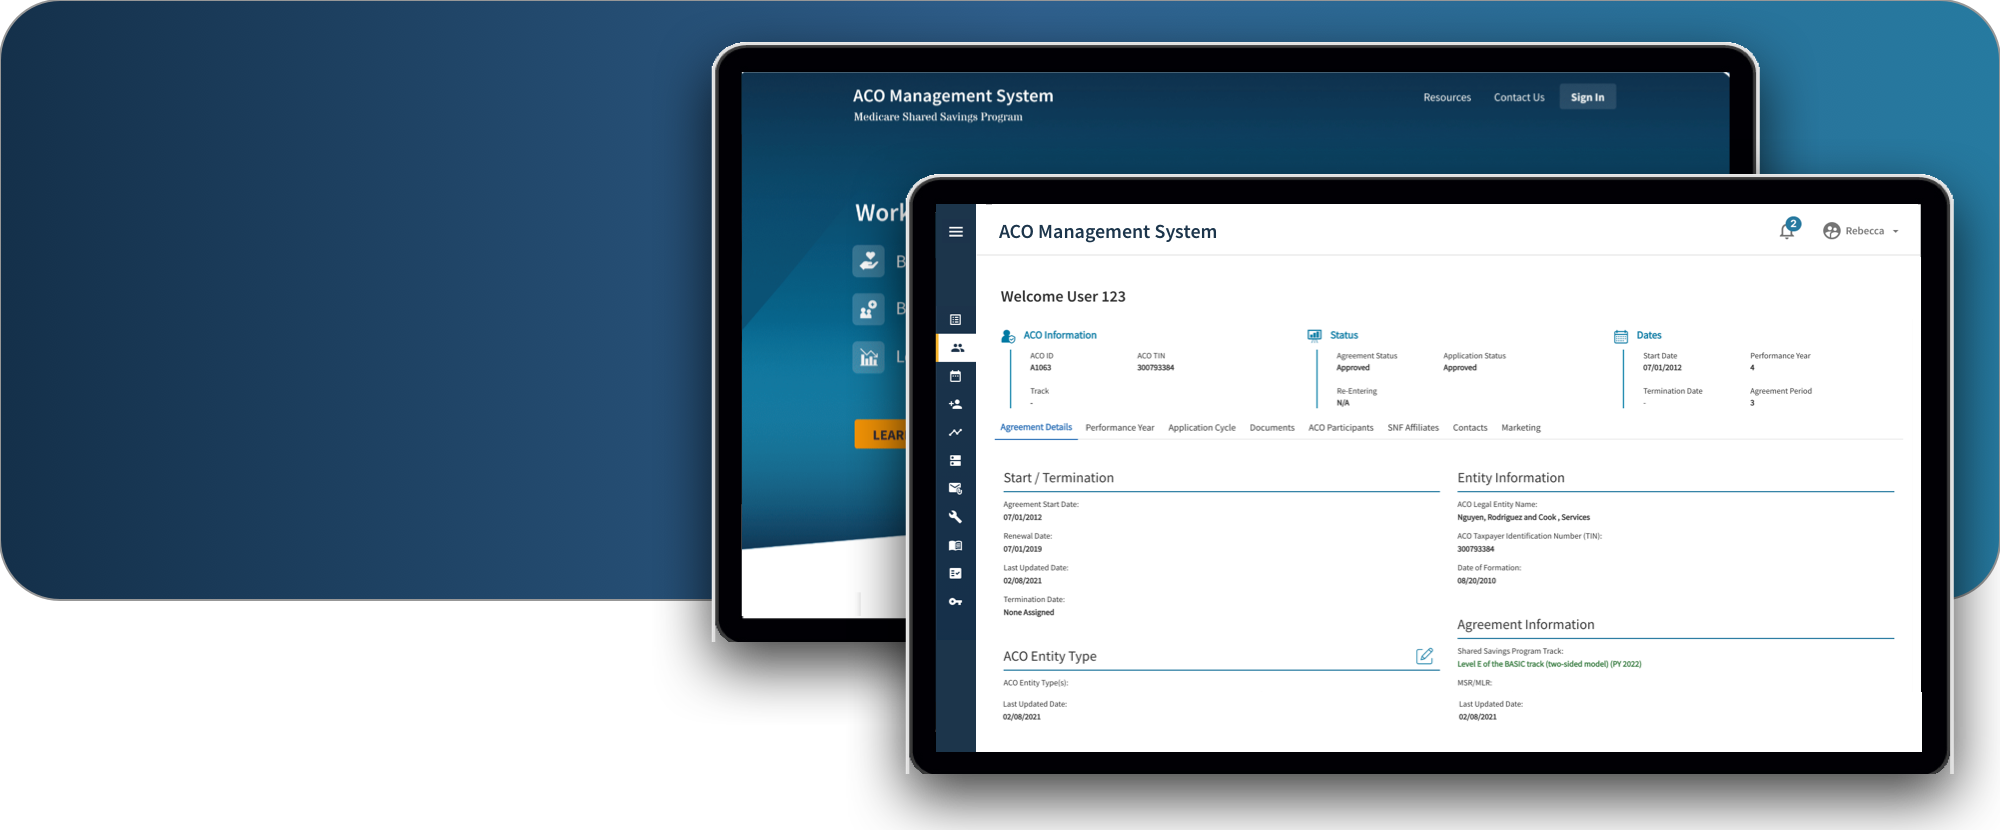 ACO Management System
Medicare Shared Savings Program
Resources Contact Us Sign In
ACO Management System
2
Rebecca
Welcome User 123
ACO Information
ACO ID ACO TIN
A1063 300793384
Track
-
Status
Agreement Status Application Status
Approved Approved
Re-Entering
N/A
Dates
Start Date Performance Year
07/01/2012 4
Termination Date Agreement Period
- 3
Agreement Details Performance Year Application Cycle Documents ACO Participants SNF Affiliates Contacts Marketing
Start / Termination
Agreement Start Date:
07/01/2012
Renewal Date:
07/01/2019
Last Updated Date:
02/08/2021
Termination Date:
None Assigned
ACO Entity Type
ACO Entity Type(s):
Last Updated Date:
02/08/2021
Entity Information
ACO Legal Entity Name:
Nguyen, Rodriguez and Cook , Services
ACO Taxpayer Identification Number (TIN):
300793384
Date of Formation:
08/20/2010
Agreement Information
Shared Savings Program Track:
Level E of the BASIC track (two-sided model) (PY 2022)
MSR/MLR:
Last Updated Date:
02/08/2021